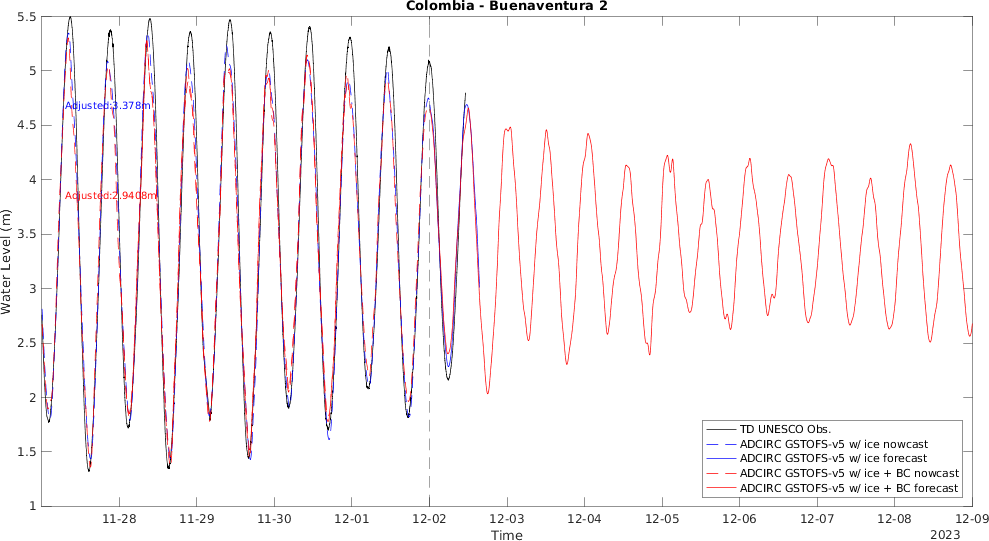 Colombia - Buenaventura 2
5.5
5
4.5
4
3.5
3
2.5
2
1.5
1
Water Level (m)
Adjusted:3.378m
Adjusted:2.9408m
TD UNESCO Obs.
ADCIRC GSTOFS-v5 w/ ice nowcast
ADCIRC GSTOFS-v5 w/ ice forecast
ADCIRC GSTOFS-v5 w/ ice + BC nowcast
ADCIRC GSTOFS-v5 w/ ice + BC forecast
11-28 11-29 11-30 12-01 12-02 12-03 12-04 12-05 12-06 12-07 12-08 12-09
Time
2023